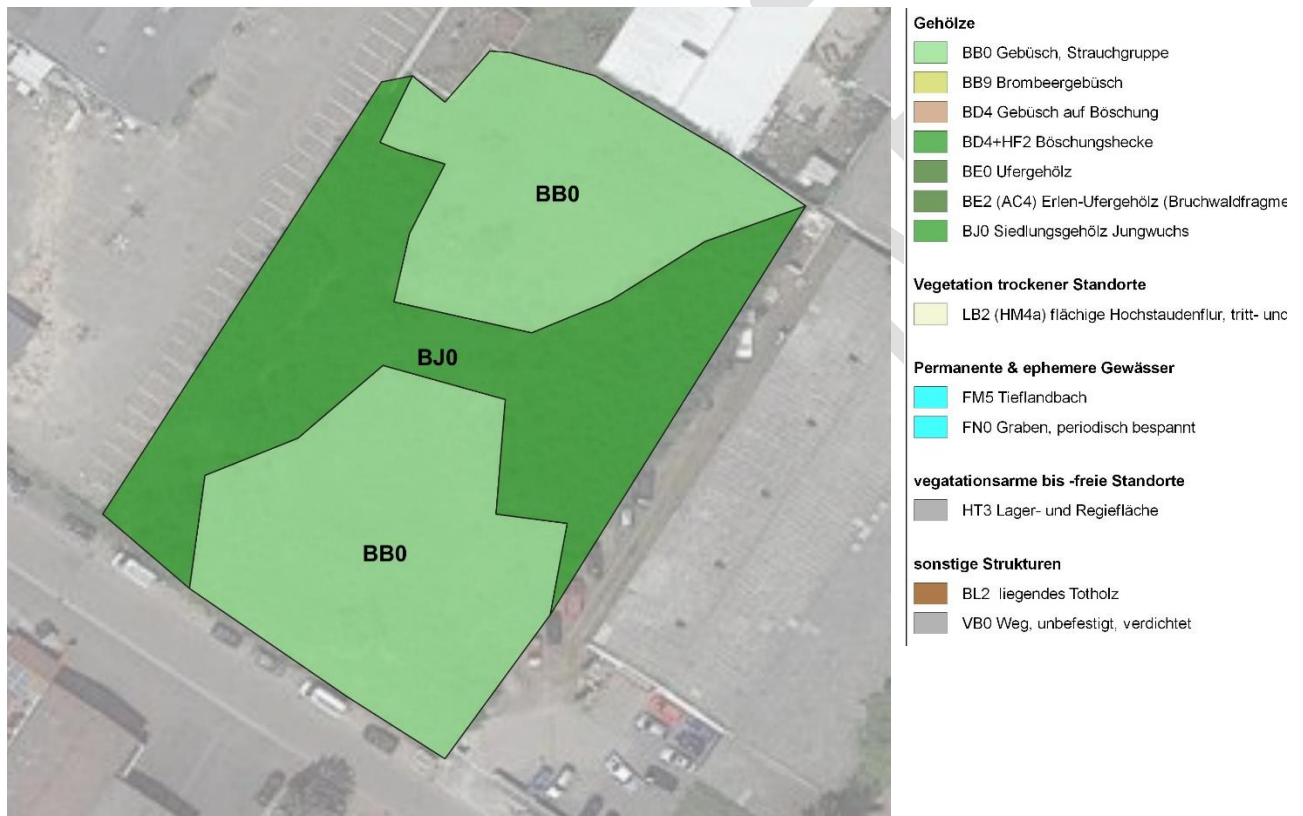 BB0
BJ0
BB0
Gehölze
BB0 Gebüsch, Strauchgruppe
BB9 Brombeergebüsch
BD4 Gebüsch auf Böschung
BD4+HF2 Böschungshecke
BE0 Ufergehölz
BE2 (AC4) Erlen-Ufergehölz (Bruchwaldfragme
BJ0 Siedlungsgehölz Jungwuchs
Vegetation trockener Standorte
LB2 (HM4a) flächige Hochstaudenflur, tritt- und
Permanente & ephemere Gewässer
FM5 Tieflandbach
FN0 Graben, periodisch bespannt
vegatationsarme bis -freie Standorte
HT3 Lager- und Regiefläche
sonstige Strukturen
BL2 liegendes Totholz
VB0 Weg, unbefestigt, verdichtet